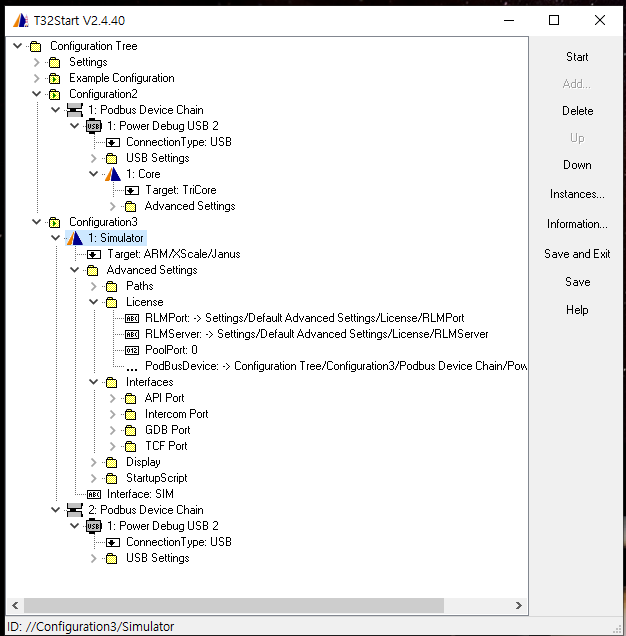 T32Start V2.4.40
Configuration Tree
Settings
Example Configuration
Configuration2
1: Podbus Device Chain
1: Power Debug USB 2
ConnectionType: USB
USB Settings
1: Core
Target: TriCore
Advanced Settings
Configuration3
1: Simulator
Target: ARM/XScale/Janus
Advanced Settings
Paths
License
RLMPort: -> Settings/Default Advanced Settings/License/RLMPort
RLMServer: -> Settings/Default Advanced Settings/License/RLMServer
PoolPort: 0
... PodBusDevice: -> Configuration Tree/Configuration3/Podbus Device Chain/Pow
Interfaces
API Port
Intercom Port
GDB Port
TCF Port
Display
StartupScript
Interface: SIM
2: Podbus Device Chain
1: Power Debug USB 2
ConnectionType: USB
USB Settings
Start
Add...
Delete
Up
Down
Instances...
Information...
Save and Exit
Save
Help
ID: //Configuration3/Simulator